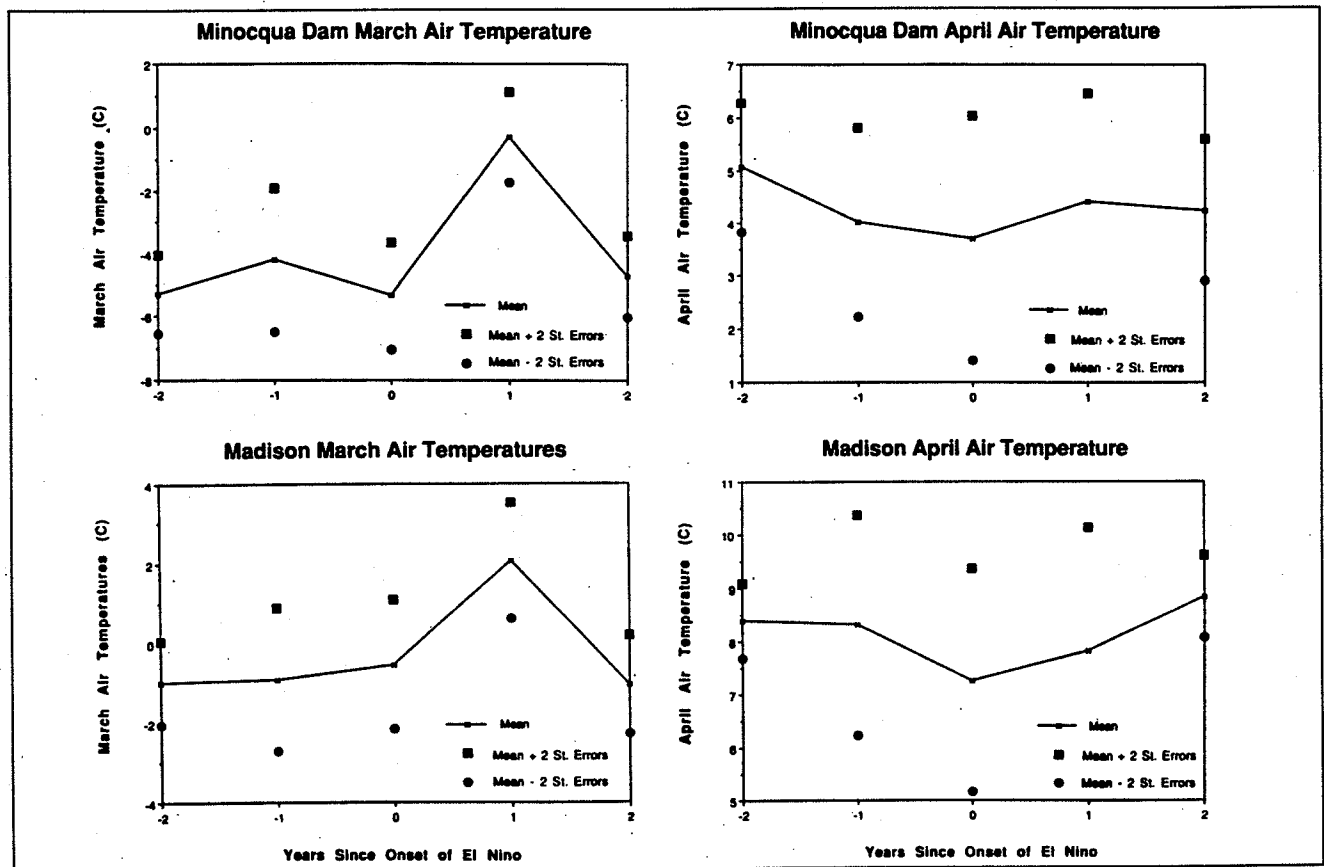 Minocqua Dam March Air Temperature
March Air Temperature (C)
2
0
-2
-4
-6
-8
-2
-1
0
1
2
Mean
Mean + 2 St. Errors
Mean - 2 St. Errors
Minocqua Dam April Air Temperature
April Air Temperature (C)
7
6
5
4
3
2
1
-2
-1
0
1
2
Mean
Mean + 2 St. Errors
Mean - 2 St. Errors
Madison March Air Temperatures
March Air Temperatures (C)
4
2
0
-2
-4
-2
-1
0
1
2
Mean
Mean + 2 St. Errors
Mean - 2 St. Errors
Years Since Onset of El Nino
Madison April Air Temperature
April Air Temperature (C)
11
10
9
8
7
6
5
-2
-1
0
1
2
Mean
Mean + 2 St. Errors
Mean - 2 St. Errors
Years Since Onset of El Nino